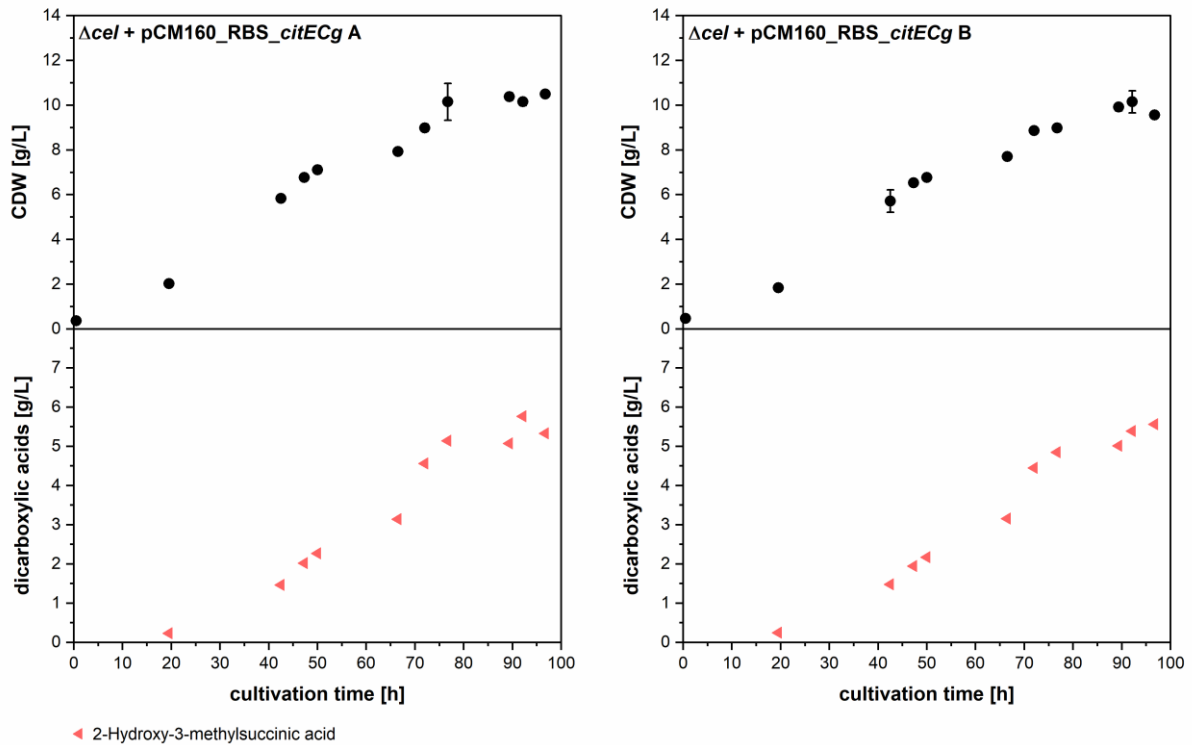 Δcel + pCM160_RBS_citECg A
CDW [g/L]
14
12
10
8
6
4
2
0
dicarboxylic acids [g/L]
7
6
5
4
3
2
1
0
0 10 20 30 40 50 60 70 80 90 100
cultivation time [h]
Δcel + pCM160_RBS_citECg B
CDW [g/L]
14
12
10
8
6
4
2
0
dicarboxylic acids [g/L]
7
6
5
4
3
2
1
0
0 10 20 30 40 50 60 70 80 90 100
cultivation time [h]
2-Hydroxy-3-methylsuccinic acid